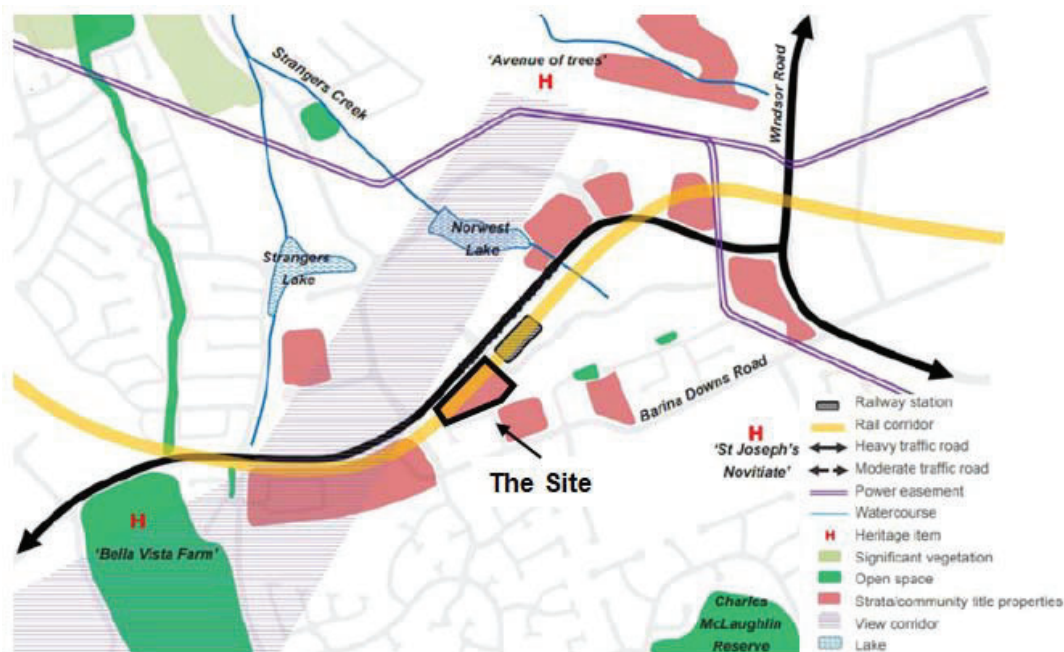 'Avenue of trees'
H
Strangers Creek
Windsor Road
Norwest
Lake
Strangers
Lake
Barina Downs Road
The Site
H
'St Joseph's
Novitiate'
H
'Bella Vista Farm'
Charles
McLaughlin
Reserve
Railway station
Rail corridor
Heavy traffic road
Moderate traffic road
Power easement
Watercourse
H Heritage item
Significant vegetation
Open space
Strata/community title properties
View corridor
Lake